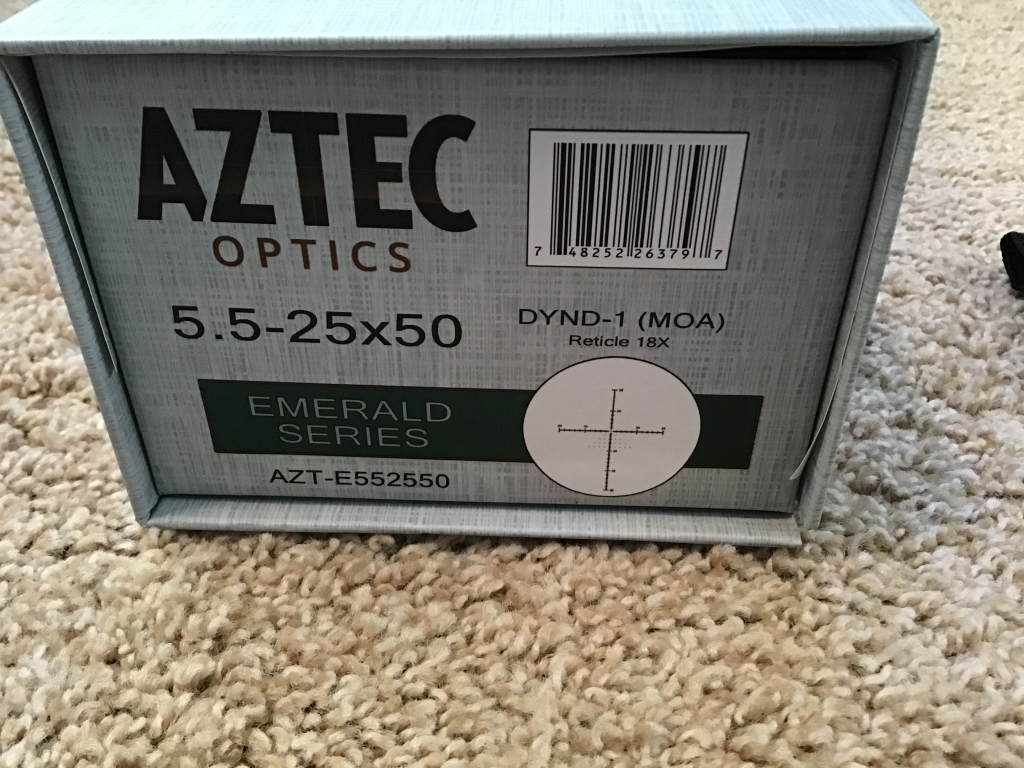 AZTEC
OPTICS
7 48252 26379 7
5.5-25x50
DYND-1 (MOA)
Reticle 18X
EMERALD
SERIES
AZT-E552550